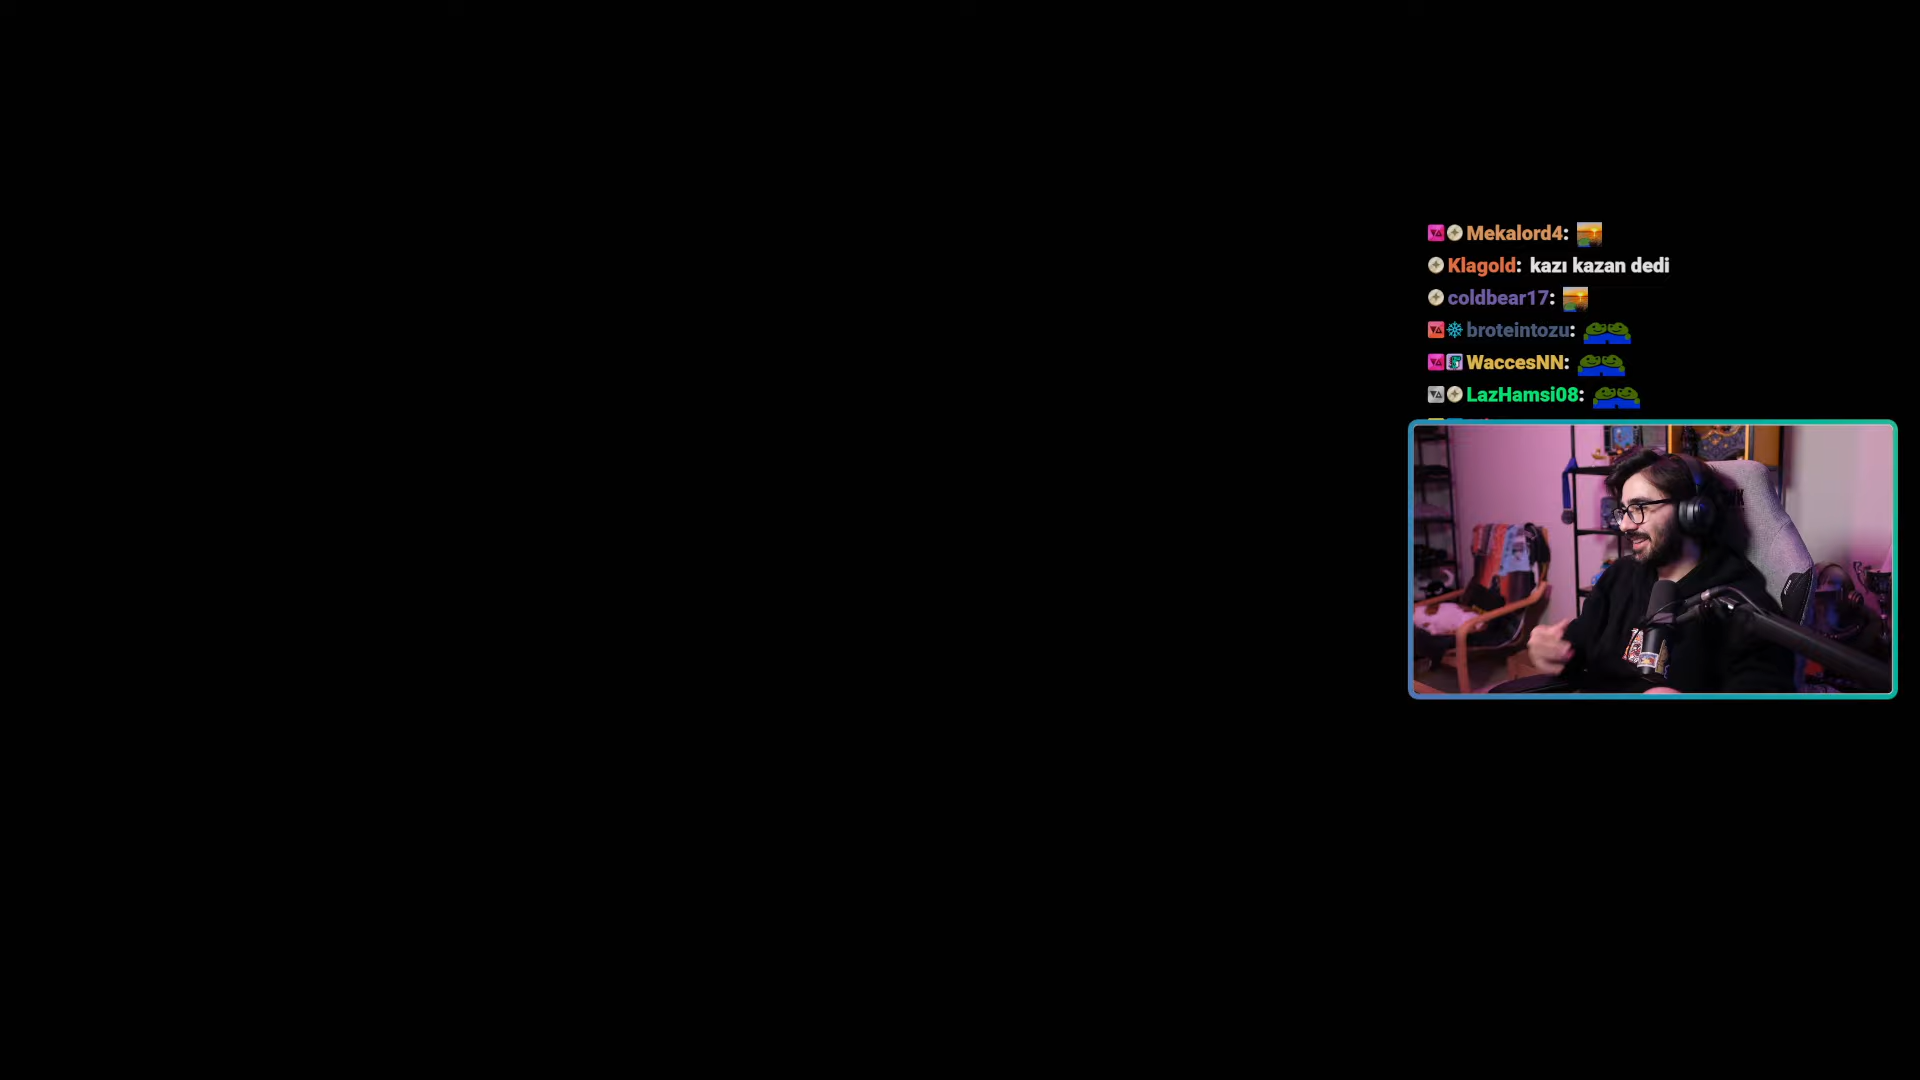 Mekalord4:
Klagold: kazı kazan dedi
coldbear17:
broteintozu:
WaccesNN:
LazHamsi08: